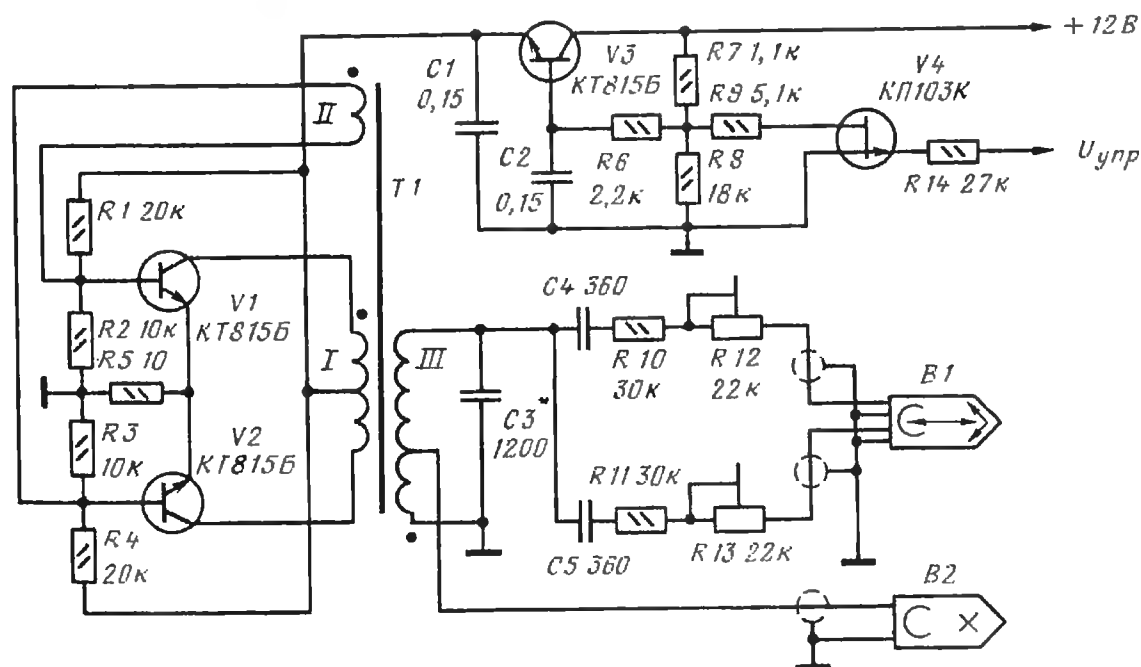 +12В
C1
0,15
V3
КТ815Б
R7 1,1к
R9 5,1к
V4
КП103К
II
C2
0,15
R6
2,2к
R8
18к
R14 27к
Uупр
T1
R1 20к
V1
КТ815Б
R2 10к
R5 10
I
III
C4 360
R10
30к
R12
22к
C3*
1200
B1
R3
10к
V2
КТ815Б
R11 30к
C5 360
R13 22к
R4
20к
B2